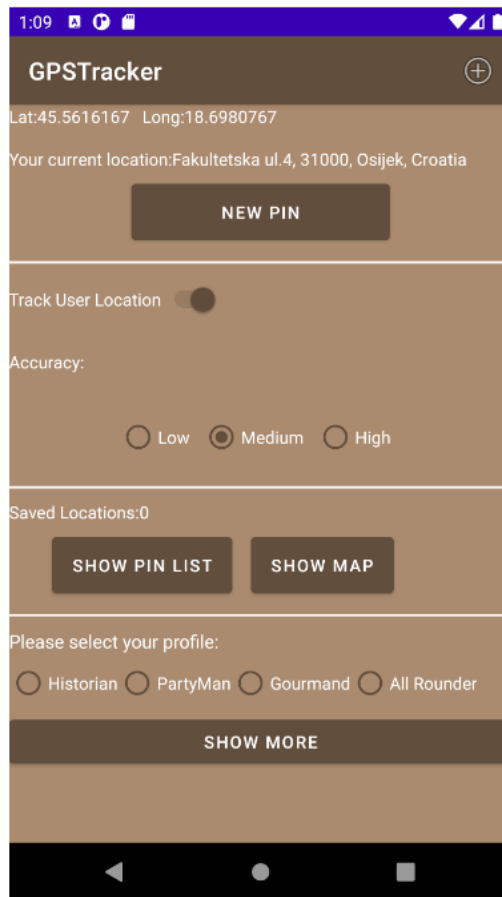 1:09
GPSTracker
Lat:45.5616167 Long:18.6980767
Your current location:Fakultetska ul.4, 31000, Osijek, Croatia
NEW PIN
Track User Location
Accuracy:
Low Medium High
Saved Locations:0
SHOW PIN LIST SHOW MAP
Please select your profile:
Historian PartyMan Gourmand All Rounder
SHOW MORE